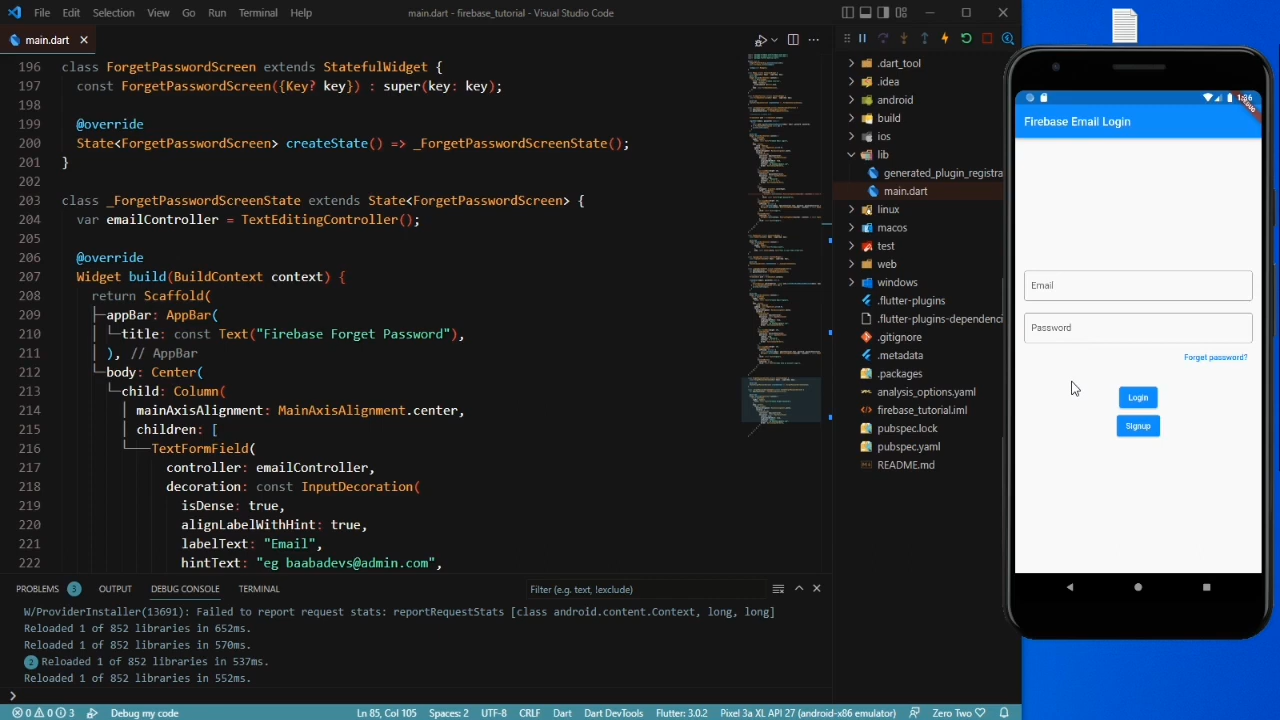 File Edit Selection View Go Run Terminal Help main.dart - firebase_tutorial - Visual Studio Code
main.dart
196 ass ForgetPasswordScreen extends StatefulWidget {
197 const ForgetPasswordScreen({Key? key}) : super(key: key);
198
199 @override
200 State<ForgetPasswordScreen> createState() => _ForgetPasswordScreenState();
201 }
202
203 _ForgetPasswordScreenState extends State<ForgetPasswordScreen> {
204 var emailController = TextEditingController();
205
206 @override
207 Widget build(BuildContext context) {
208 return Scaffold(
209 appBar: AppBar(
210 title: const Text("Firebase Forget Password"),
211 ), // AppBar
212 body: Center(
213 child: Column(
214 mainAxisAlignment: MainAxisAlignment.center,
215 children: [
216 TextFormField(
217 controller: emailController,
218 decoration: const InputDecoration(
219 isDense: true,
220 alignLabelWithHint: true,
221 labelText: "Email",
222 hintText: "eg baabadevs@admin.com",
PROBLEMS 3 OUTPUT DEBUG CONSOLE TERMINAL Filter (e.g. text, !exclude)
W/ProviderInstaller(13691): Failed to report request stats: reportRequestStats [class android.content.Context, long, long]
Reloaded 1 of 852 libraries in 652ms.
Reloaded 1 of 852 libraries in 570ms.
2 Reloaded 1 of 852 libraries in 537ms.
Reloaded 1 of 852 libraries in 552ms.
.dart_tool
.idea
android
build
ios
lib
generated_plugin_registra
main.dart
linux
macos
test
web
windows
.flutter-plugins
.flutter-plugins-dependenci
.gitignore
.metadata
.packages
analysis_options.yaml
firebase_tutorial.iml
pubspec.lock
pubspec.yaml
README.md
Firebase Email Login
Email
Password
Forget password?
Login
Signup
0 0 3 Debug my code Ln 85, Col 105 Spaces: 2 UTF-8 CRLF Dart Dart DevTools Flutter: 3.0.2 Pixel 3a XL API 27 (android-x86 emulator) Zero Two